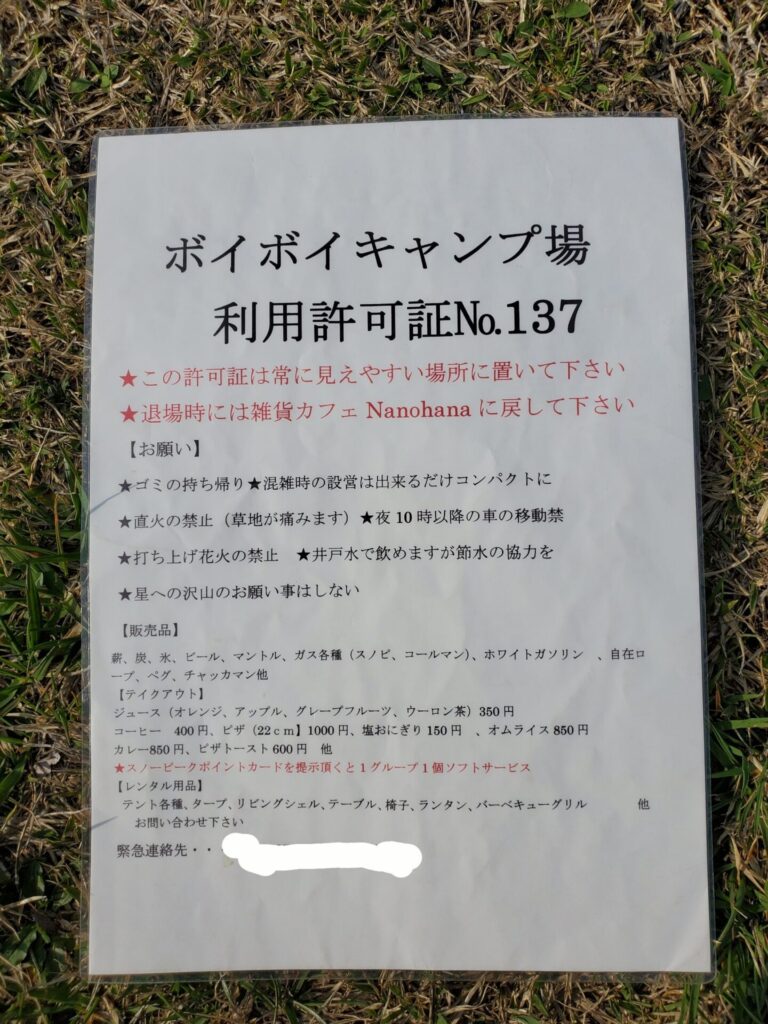 ボイボイキャンプ場
利用許可証№.137
★この許可証は常に見えやすい場所に置いて下さい
★退場時には雑貨カフェ Nanohana に戻して下さい
【お願い】
★ゴミの持ち帰り★混雑時の設営は出来るだけコンパクトに
★直火の禁止（草地が痛みます）★夜 10 時以降の車の移動禁
★打ち上げ花火の禁止　★井戸水で飲めますが節水の協力を
★星への沢山のお願い事はしない
【販売品】
薪、炭、氷、ビール、マントル、ガス各種（スノピ、コールマン）、ホワイトガソリン　、自在ロ
ープ、ペグ、チャッカマン他
【テイクアウト】
ジュース（オレンジ、アップル、グレープフルーツ、ウーロン茶）350 円
コーヒー　400円、ピザ（22ｃｍ】1000円、塩おにぎり 150 円　、オムライス 850 円
カレー850円、ピザトースト 600 円　他
★スノーピークポイントカードを提示頂くと１グループ１個ソフトサービス
【レンタル用品】
テント各種、タープ、リビングシェル、テーブル、椅子、ランタン、バーベキューグリル　　　他
お問い合わせ下さい
緊急連絡先・・